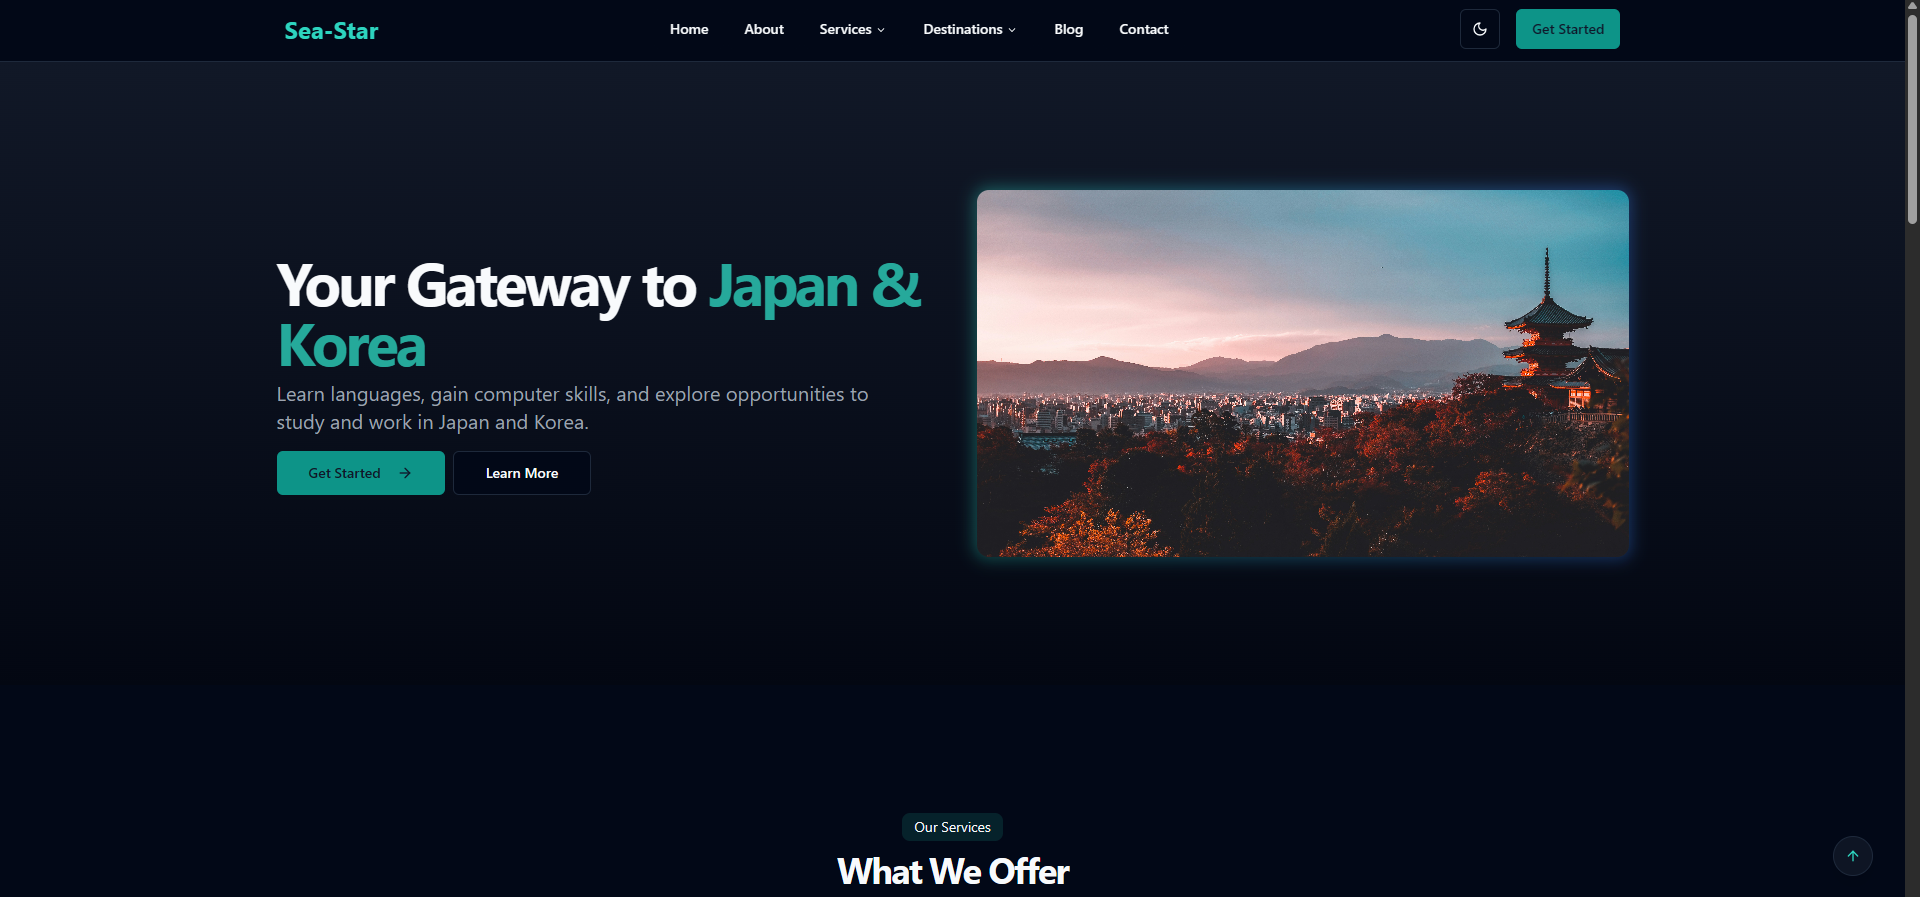 Sea-Star
Home
About
Services
Destinations
Blog
Contact
Get Started
Your Gateway to Japan &
Korea
Learn languages, gain computer skills, and explore opportunities to
study and work in Japan and Korea.
Get Started
Learn More
Our Services
What We Offer